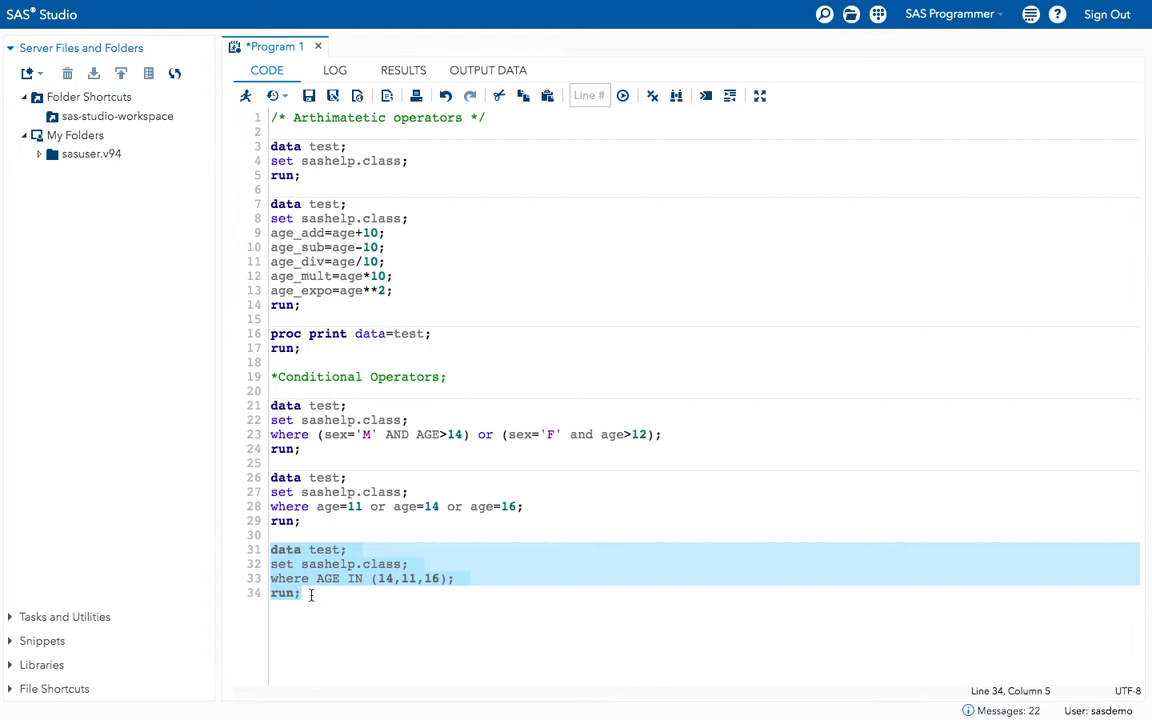 SAS® Studio
SAS Programmer
Sign Out
Server Files and Folders
Folder Shortcuts
sas-studio-workspace
My Folders
sasuser.v94
Tasks and Utilities
Snippets
Libraries
File Shortcuts
*Program 1
CODE LOG RESULTS OUTPUT DATA
Line #
1 /* Arthimatetic operators */
2
3 data test;
4 set sashelp.class;
5 run;
6
7 data test;
8 set sashelp.class;
9 age_add=age+10;
10 age_sub=age-10;
11 age_div=age/10;
12 age_mult=age*10;
13 age_expo=age**2;
14 run;
15
16 proc print data=test;
17 run;
18
19 *Conditional Operators;
20
21 data test;
22 set sashelp.class;
23 where (sex='M' AND AGE>14) or (sex='F' and age>12);
24 run;
25
26 data test;
27 set sashelp.class;
28 where age=11 or age=14 or age=16;
29 run;
30
31 data test;
32 set sashelp.class;
33 where AGE IN (14,11,16);
34 run;
Line 34, Column 5
UTF-8
Messages: 22
User: sasdemo